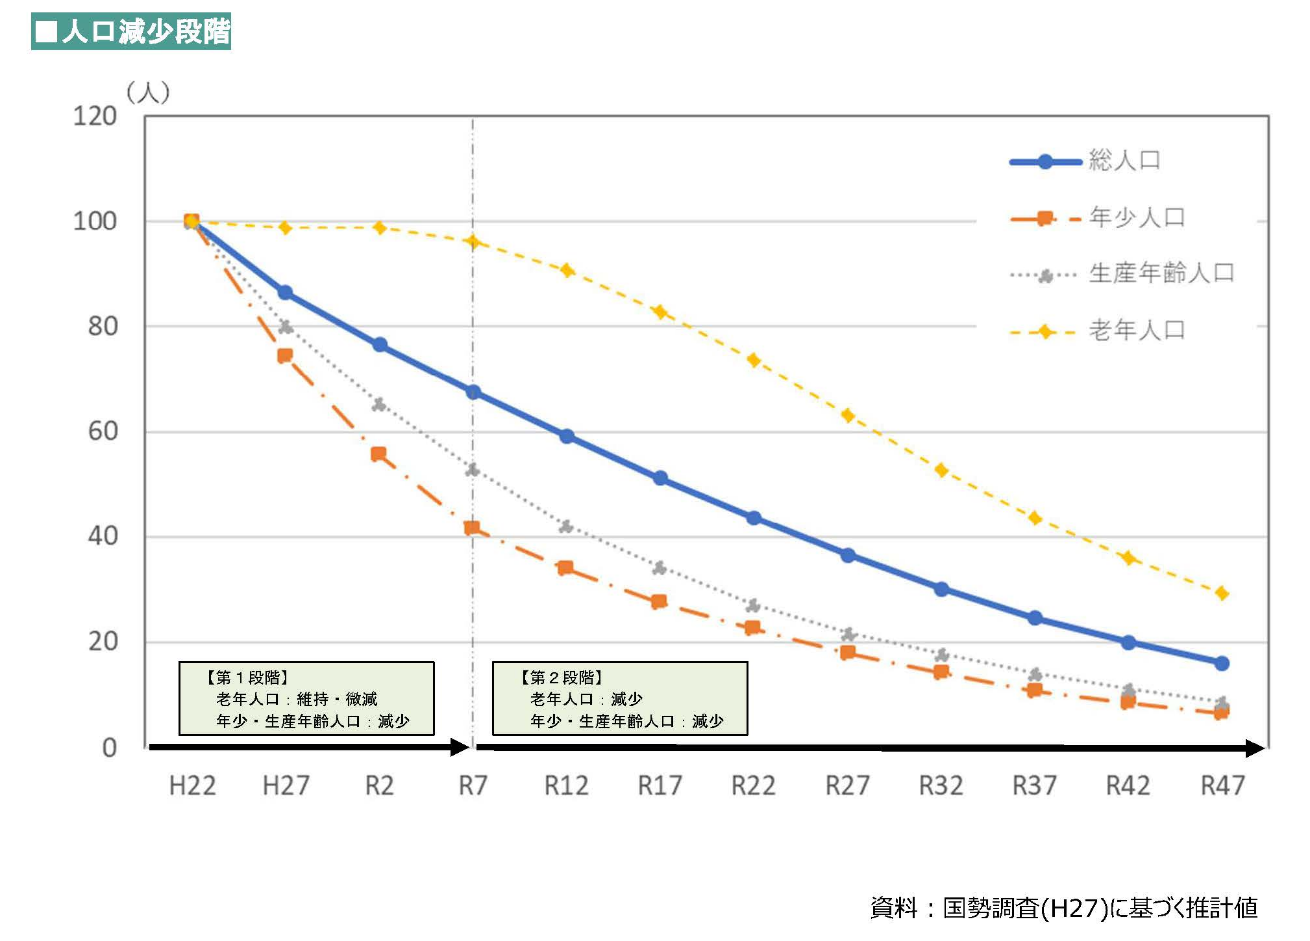 ■人口減少段階
(人)
120
100
80
60
40
20
0
総人口
年少人口
生産年齢人口
老年人口
【第１段階】
老年人口：維持・微減
年少・生産年齢人口：減少
【第２段階】
老年人口：減少
年少・生産年齢人口：減少
H22 H27 R2 R7 R12 R17 R22 R27 R32 R37 R42 R47
資料：国勢調査(H27)に基づく推計値